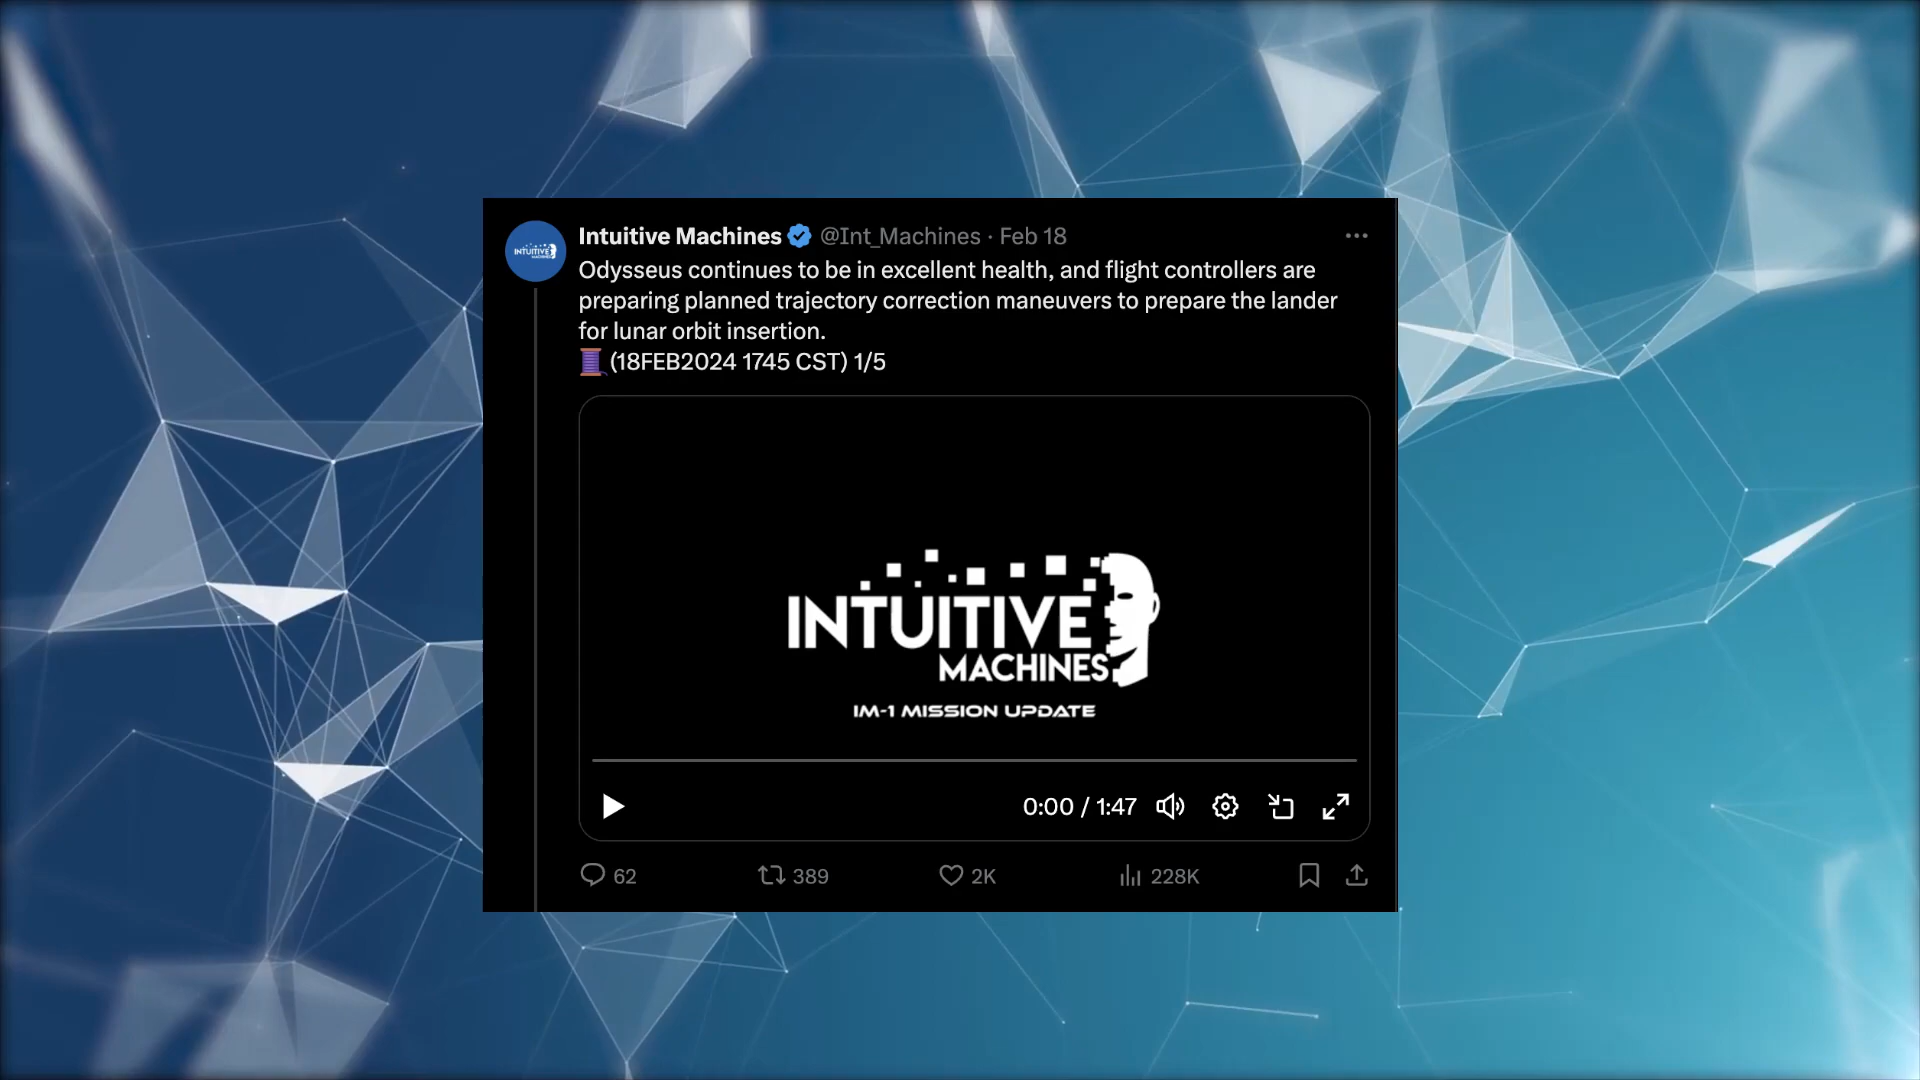 INTUITIVE
MACHINES
Intuitive Machines @Int_Machines · Feb 18
Odysseus continues to be in excellent health, and flight controllers are
preparing planned trajectory correction maneuvers to prepare the lander
for lunar orbit insertion.
🧵(18FEB2024 1745 CST) 1/5
INTUITIVE
MACHINES
IM-1 MISSION UPDATE
0:00 / 1:47
62 389 2K 228K